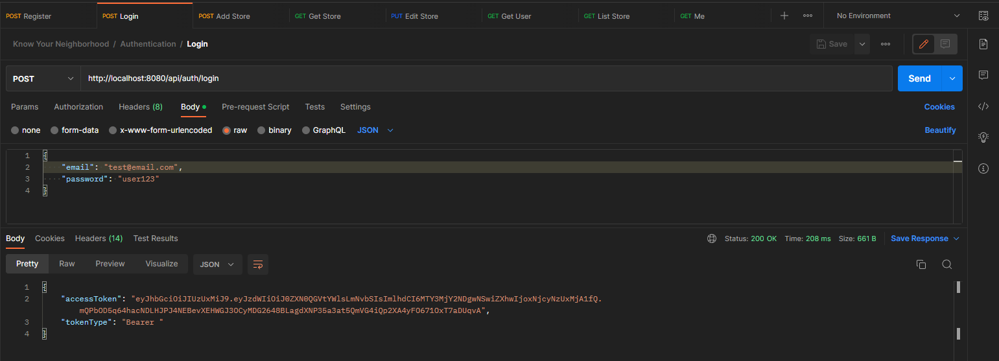 POST Register POST Login POST Add Store GET Get Store PUT Edit Store GET Get User GET List Store GET Me No Environment
Know Your Neighborhood / Authentication / Login Save
POST http://localhost:8080/api/auth/login Send
Params Authorization Headers (8) Body Pre-request Script Tests Settings Cookies
none form-data x-www-form-urlencoded raw binary GraphQL JSON Beautify
1 {
2 "email": "test@email.com",
3 "password": "user123"
4 }
Body Cookies Headers (14) Test Results Status: 200 OK Time: 208 ms Size: 661 B Save Response
Pretty Raw Preview Visualize JSON
1 {
2 "accessToken": "eyJhbGciOiJIUzUxMiJ9.eyJzdWIiOiJ0ZXN0QGVtYWlsLmNvbSIsImlhdCI6MTY3MjY2NDgwNSwiZXhwIjoxNjcyNzUxMjA1fQ.
mQPbOD5q64hacNDLHJPJ4NEBevXEHWGJ3OCyMDG2648BLagdXNP35a3at5QmVG4iQp2XA4yFO671OxT7aDUqvA",
3 "tokenType": "Bearer "
4 }